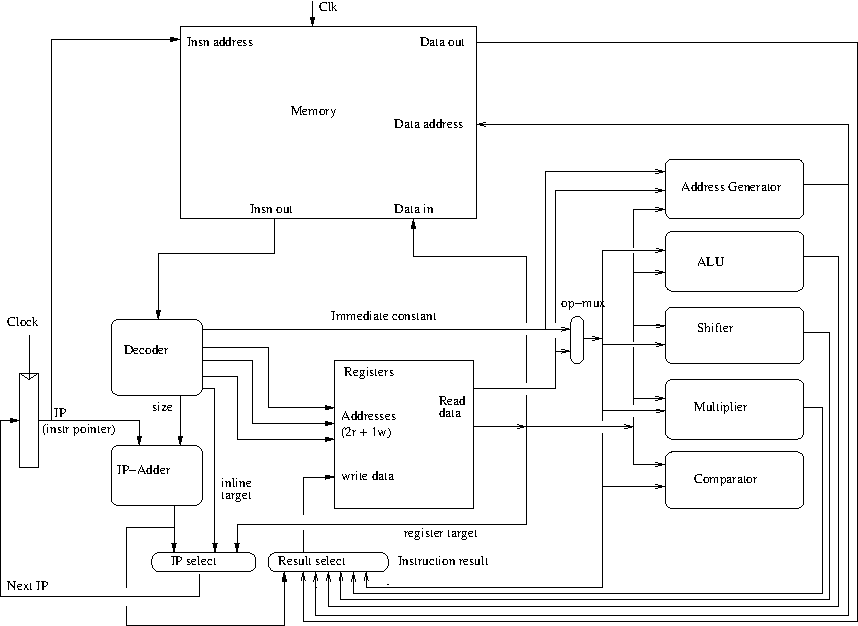 Clk
Insn address
Data out
Memory
Data address
Address Generator
Insn out
Data in
ALU
op-mux
Immediate constant
Clock
Shifter
Decoder
Registers
size
Read
data
Multiplier
IP
(instr pointer)
Addresses
(2r + 1w)
IP-Adder
inline
target
write data
Comparator
register target
IP select
Result select
Instruction result
Next IP